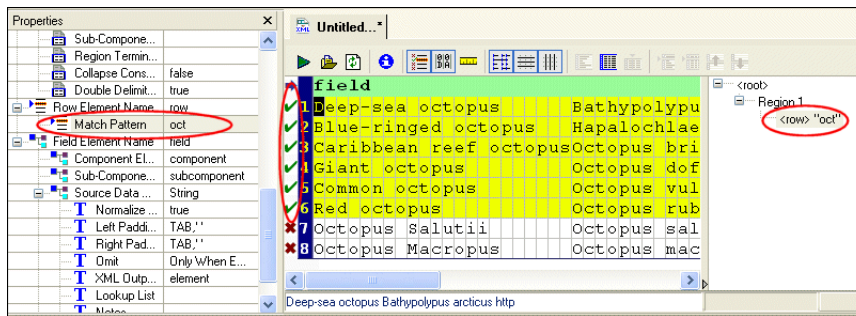 Properties
Sub-Compone...
Region Termin...
Collapse Cons... false
Double Delimit... true
Row Element Name row
Match Pattern oct
Field Element Name field
Component El... component
Sub-Compone... subcomponent
Source Data ... String
Normalize ... true
Left Paddi... TAB,' '
Right Pad... TAB,' '
Omit Only When E...
XML Outp... element
Lookup List
Untitled...*
field
1 Deep-sea octopus Bathypolypu
2 Blue-ringed octopus Hapalochlae
3 Caribbean reef octopus Octopus bri
4 Giant octopus Octopus dof
5 Common octopus Octopus vul
6 Red octopus Octopus rub
7 Octopus Salutii Octopus sal
8 Octopus Macropus Octopus mac
Deep-sea octopus Bathypolypus arcticus http
<root>
Region 1
<row> "oct"